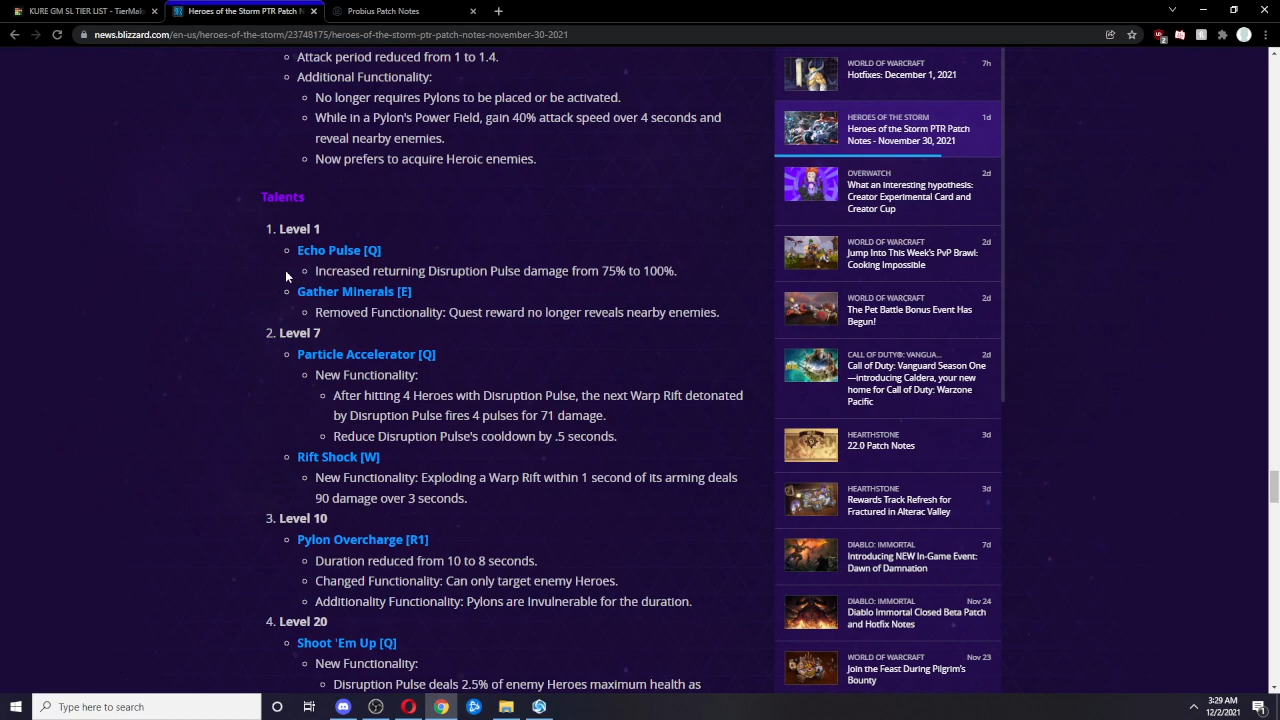 KURE GM SL TIER LIST - TierMake
Heroes of the Storm PTR Patch N
Probius Patch Notes
news.blizzard.com/en-us/heroes-of-the-storm/23748175/heroes-of-the-storm-ptr-patch-notes-november-30-2021
Attack period reduced from 1 to 1.4.
Additional Functionality:
No longer requires Pylons to be placed or be activated.
While in a Pylon's Power Field, gain 40% attack speed over 4 seconds and
reveal nearby enemies.
Now prefers to acquire Heroic enemies.
Talents
1. Level 1
Echo Pulse [Q]
Increased returning Disruption Pulse damage from 75% to 100%.
Gather Minerals [E]
Removed Functionality: Quest reward no longer reveals nearby enemies.
2. Level 7
Particle Accelerator [Q]
New Functionality:
After hitting 4 Heroes with Disruption Pulse, the next Warp Rift detonated
by Disruption Pulse fires 4 pulses for 71 damage.
Reduce Disruption Pulse's cooldown by .5 seconds.
Rift Shock [W]
New Functionality: Exploding a Warp Rift within 1 second of its arming deals
90 damage over 3 seconds.
3. Level 10
Pylon Overcharge [R1]
Duration reduced from 10 to 8 seconds.
Changed Functionality: Can only target enemy Heroes.
Additionality Functionality: Pylons are Invulnerable for the duration.
4. Level 20
Shoot 'Em Up [Q]
New Functionality:
Disruption Pulse deals 2.5% of enemy Heroes maximum health as
WORLD OF WARCRAFT 7h
Hotfixes: December 1, 2021
HEROES OF THE STORM 1d
Heroes of the Storm PTR Patch
Notes - November 30, 2021
OVERWATCH 2d
What an interesting hypothesis:
Creator Experimental Card and
Creator Cup
WORLD OF WARCRAFT 2d
Jump Into This Week's PvP Brawl:
Cooking Impossible
WORLD OF WARCRAFT 2d
The Pet Battle Bonus Event Has
Begun!
CALL OF DUTY®: VANGUA... 2d
Call of Duty: Vanguard Season One
—introducing Caldera, your new
home for Call of Duty: Warzone
Pacific
HEARTHSTONE 3d
22.0 Patch Notes
HEARTHSTONE 3d
Rewards Track Refresh for
Fractured in Alterac Valley
DIABLO: IMMORTAL 7d
Introducing NEW In-Game Event:
Dawn of Damnation
DIABLO: IMMORTAL Nov 24
Diablo Immortal Closed Beta Patch
and Hotfix Notes
WORLD OF WARCRAFT Nov 23
Join the Feast During Pilgrim's
Bounty
Type here to search
3:29 AM
12/2/2021